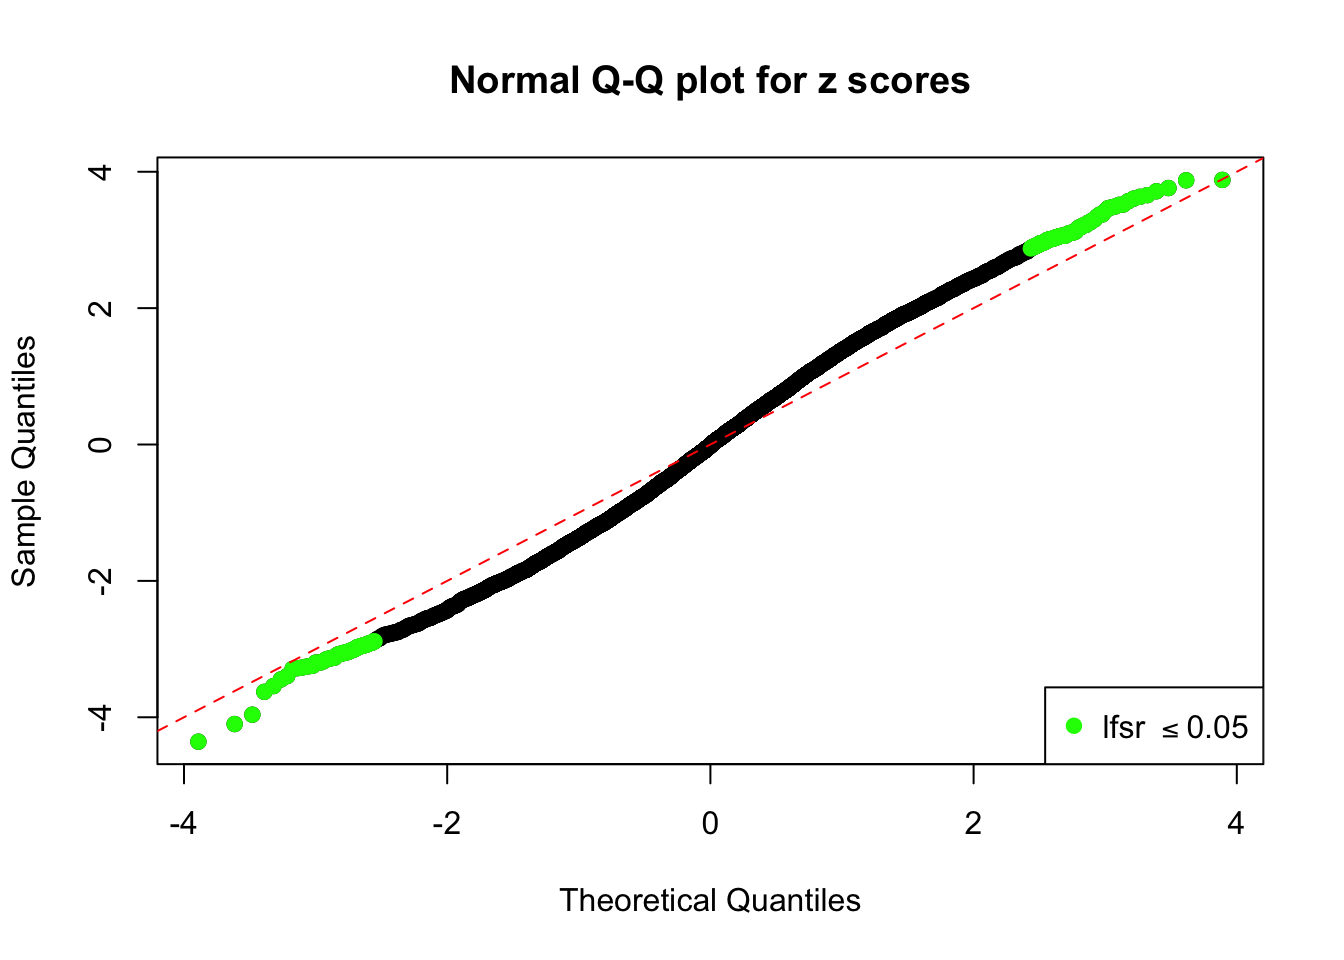 Normal Q-Q plot for z scores
Sample Quantiles
4
2
0
-2
-4
-4
-2
0
2
4
Theoretical Quantiles
lfsr ≤ 0.05